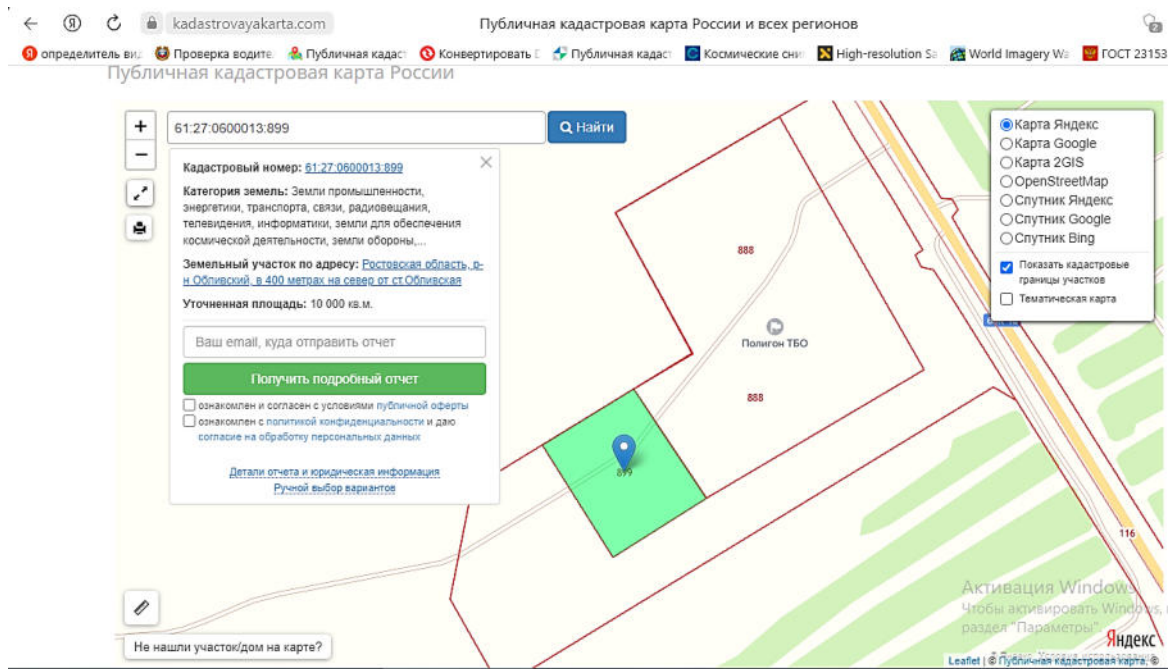 kadastrovayakarta.com
Публичная кадастровая карта России и всех регионов
определитель вид
Проверка водите
Публичная кадаст
Конвертировать
Публичная кадаст
Космические сни
High-resolution Sa
World Imagery Wa
ГОСТ 23153
Публичная кадастровая карта России
+
61:27:0600013:899
Найти
−
Кадастровый номер: 61:27:0600013:899
Категория земель: Земли промышленности,
энергетики, транспорта, связи, радиовещания,
телевидения, информатики, земли для обеспечения
космической деятельности, земли обороны,...
Земельный участок по адресу: Ростовская область, р-
н Обливский, в 400 метрах на север от ст.Обливская
Уточненная площадь: 10 000 кв.м.
Ваш email, куда отправить отчет
Получить подробный отчет
ознакомлен и согласен с условиями публичной оферты
ознакомлен с политикой конфиденциальности и даю
согласие на обработку персональных данных
Детали отчета и юридическая информация
Ручной выбор вариантов
Карта Яндекс
Карта Google
Карта 2GIS
OpenStreetMap
Спутник Яндекс
Спутник Google
Спутник Bing
Показать кадастровые
границы участков
Тематическая карта
888
Полигон ТБО
888
899
116
Активация Windows
Чтобы активировать Windows,
раздел "Параметры".
Яндекс
Не нашли участок/дом на карте?
Leaflet | © Публичная кадастровая карта, ©